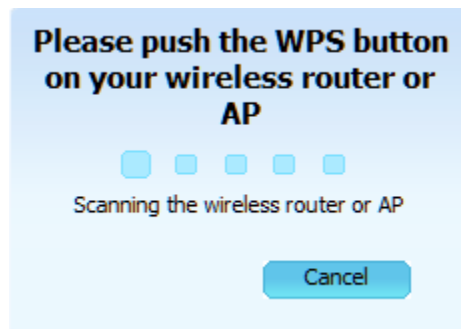 Please push the WPS button
on your wireless router or
AP
Scanning the wireless router or AP
Cancel